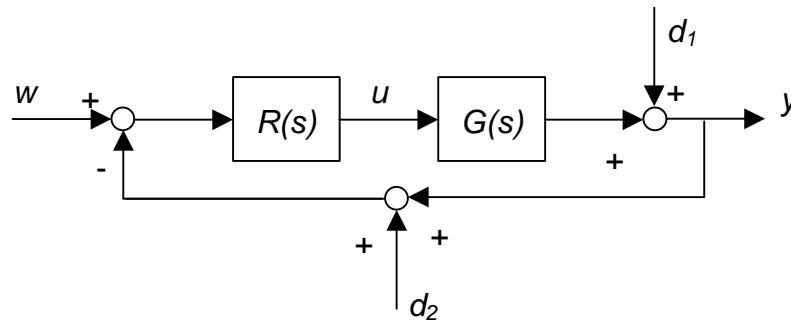 d1
w + R(s) u G(s) + y
- +
+ +
d2